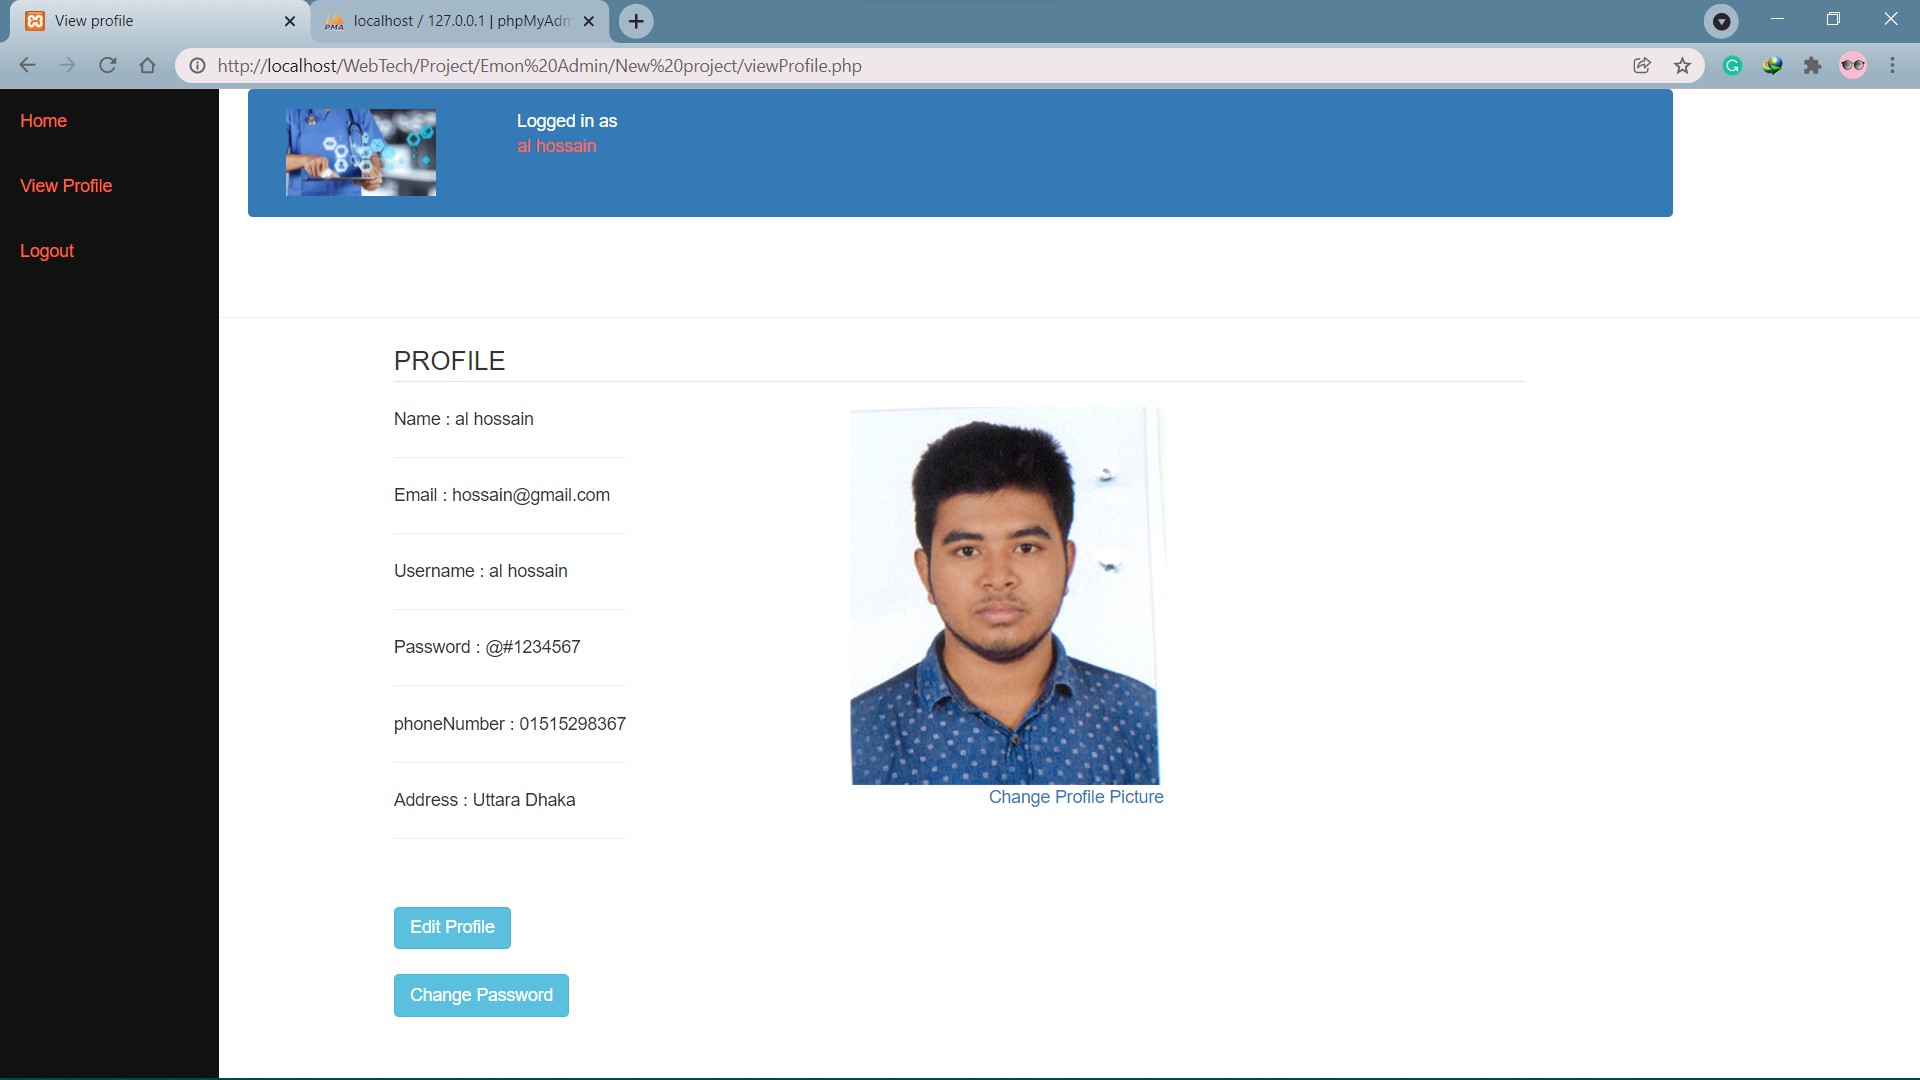 View profile
localhost / 127.0.0.1 | phpMyAdm
http://localhost/WebTech/Project/Emon%20Admin/New%20project/viewProfile.php
Home
View Profile
Logout
Logged in as
al hossain
PROFILE
Name : al hossain
Email : hossain@gmail.com
Username : al hossain
Password : @#1234567
phoneNumber : 01515298367
Address : Uttara Dhaka
Change Profile Picture
Edit Profile
Change Password